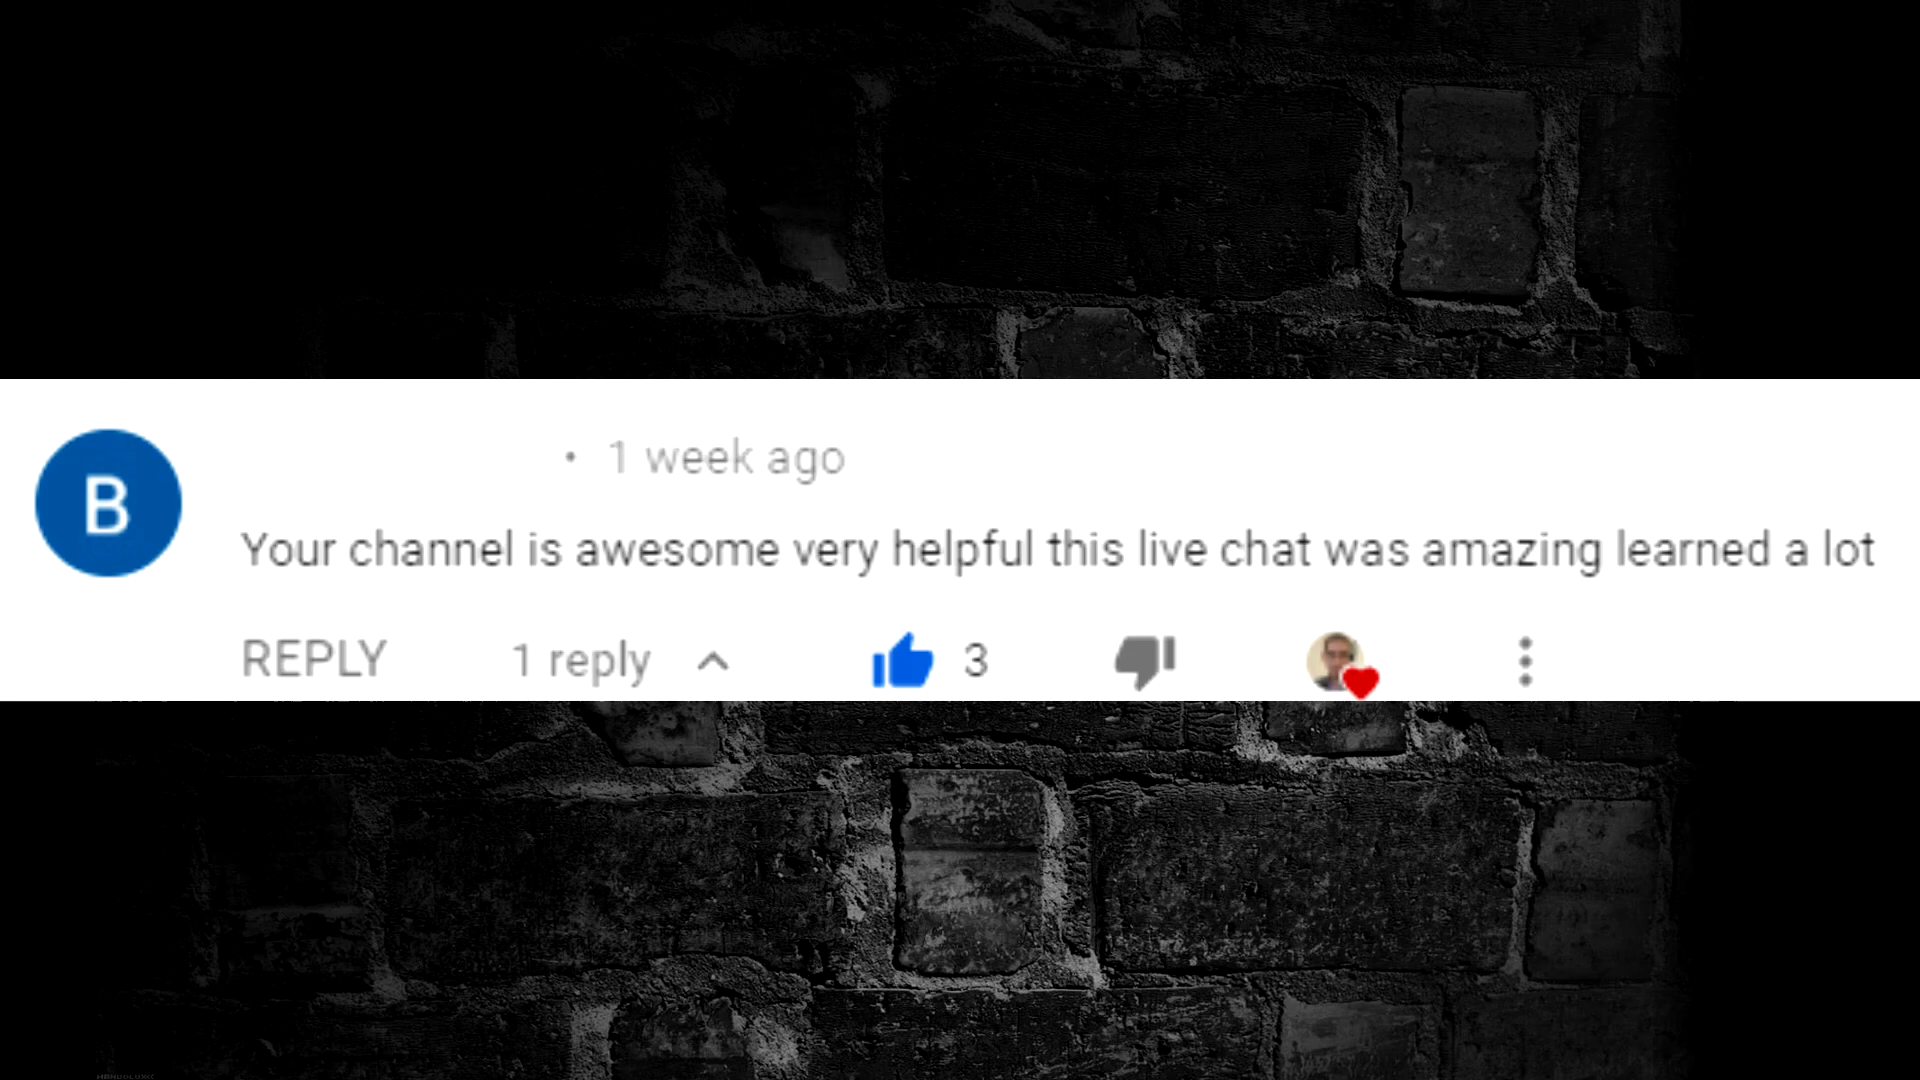 B
• 1 week ago
Your channel is awesome very helpful this live chat was amazing learned a lot
REPLY 1 reply 3